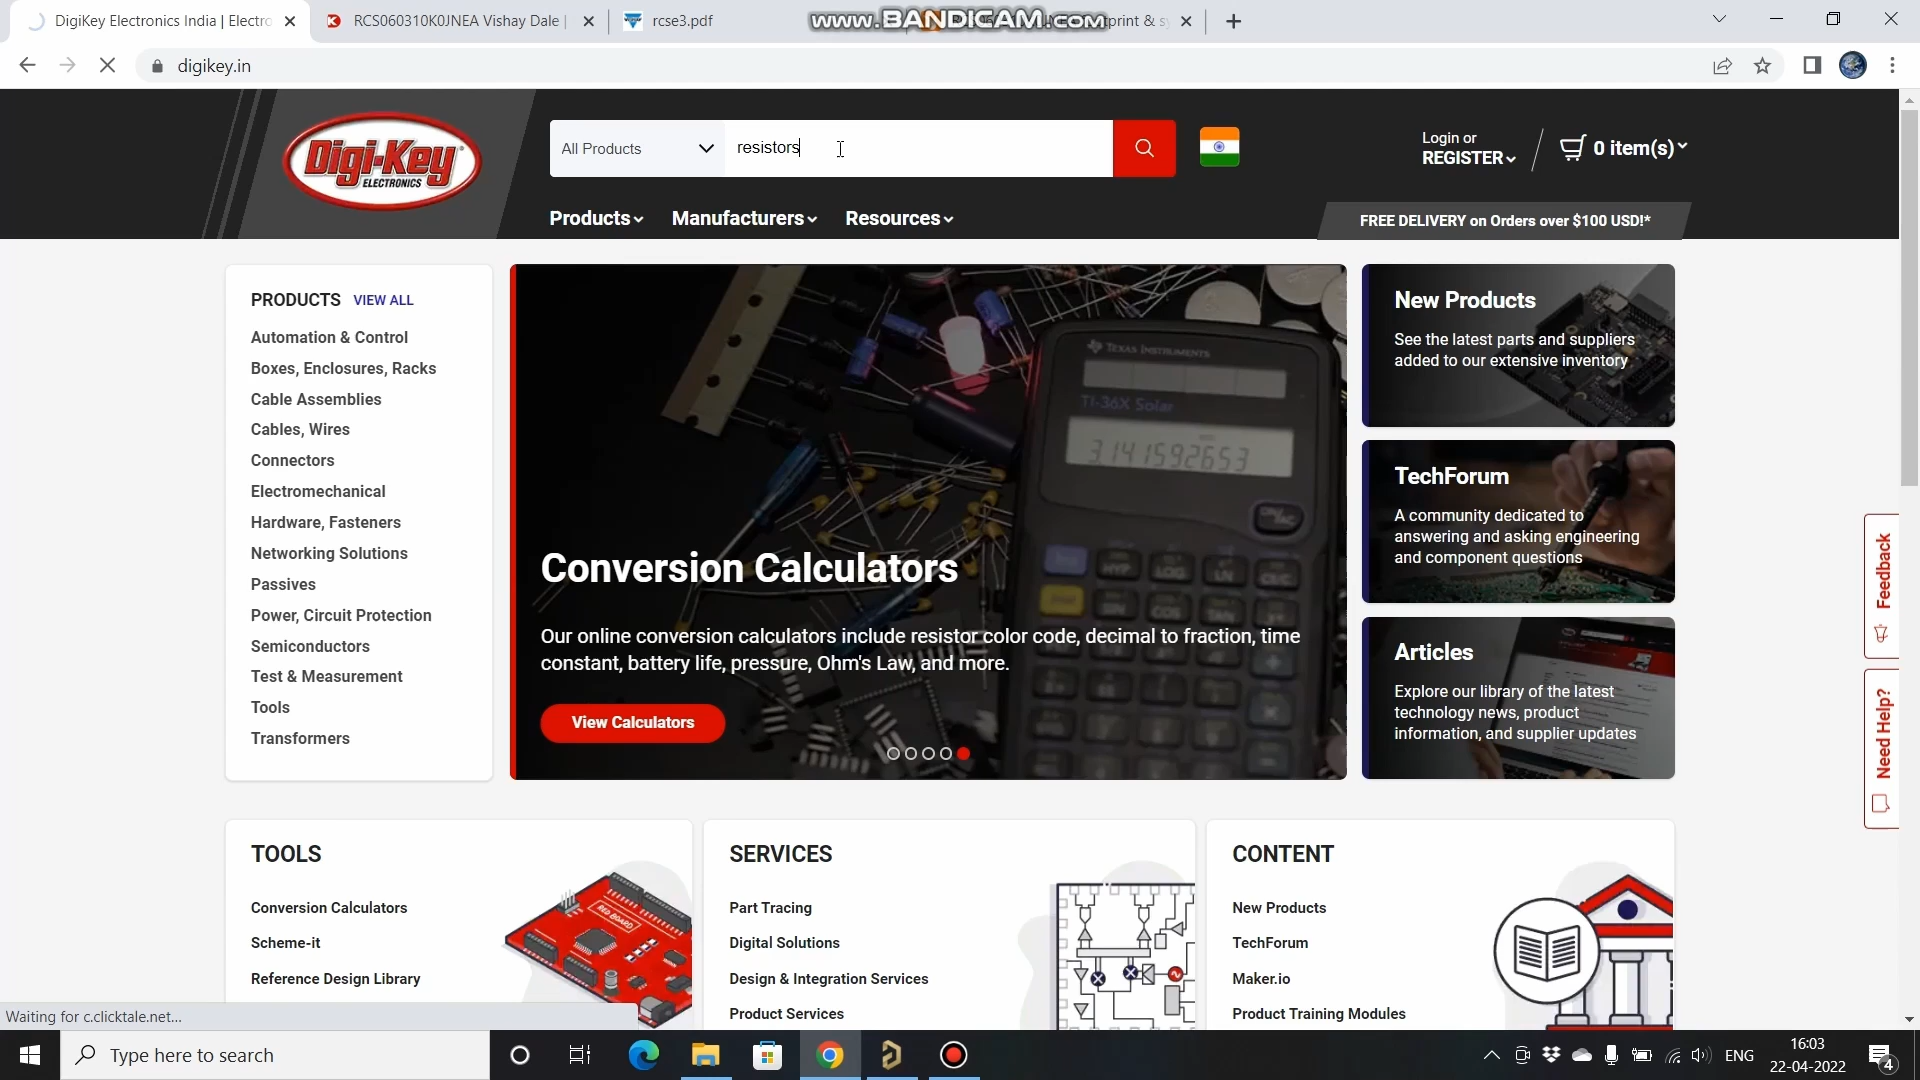 DigiKey Electronics India | Electro
RCS060310K0JNEA Vishay Dale |
rcse3.pdf
www.BANDICAM.com
tprint & sy
digikey.in
Digi-Key
ELECTRONICS
All Products
resistors
Login or
REGISTER
0 item(s)
Products
Manufacturers
Resources
FREE DELIVERY on Orders over $100 USD!*
PRODUCTS VIEW ALL
Automation & Control
Boxes, Enclosures, Racks
Cable Assemblies
Cables, Wires
Connectors
Electromechanical
Hardware, Fasteners
Networking Solutions
Passives
Power, Circuit Protection
Semiconductors
Test & Measurement
Tools
Transformers
TEXAS INSTRUMENTS
TI-36X Solar
3.141592653
Conversion Calculators
Our online conversion calculators include resistor color code, decimal to fraction, time
constant, battery life, pressure, Ohm's Law, and more.
View Calculators
New Products
See the latest parts and suppliers
added to our extensive inventory
TechForum
A community dedicated to
answering and asking engineering
and component questions
Articles
Explore our library of the latest
technology news, product
information, and supplier updates
Feedback
Need Help?
TOOLS
Conversion Calculators
Scheme-it
Reference Design Library
RED BOARD
SERVICES
Part Tracing
Digital Solutions
Design & Integration Services
Product Services
CONTENT
New Products
TechForum
Maker.io
Product Training Modules
Waiting for c.clicktale.net...
Type here to search
ENG
16:03
22-04-2022
4